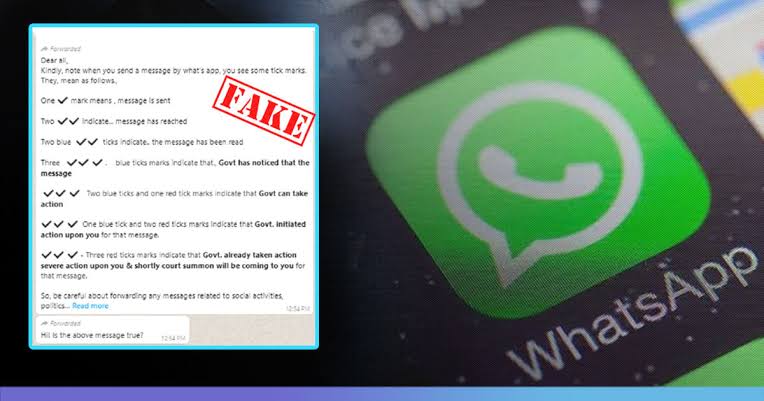 Forwarded
Dear all,
Kindly, note when you send a message by what's app, you see some tick marks.
They, mean as follows,
One ✔ mark means , message is sent
Two ✔✔ Indicate... message has reached
Two blue ✔✔ ticks indicate.. the message has been read
Three ✔✔✔ . blue ticks marks indicate that., Govt has noticed that the
message
✔✔✔ Two blue ticks and one red tick marks indicate that Govt can take
action
✔✔✔ One blue tick and two red ticks marks indicate that Govt. initiated
action upon you for that message.
✔✔✔ - Three red ticks marks indicate that Govt. already taken action
severe action upon you & shortly court summon will be coming to you for
that message.
So, be careful about forwarding any messages related to social activities,
politics... Read more
12:54 PM
Forwarded
Hi! Is the above message true?
12:54 PM
FAKE
WhatsApp